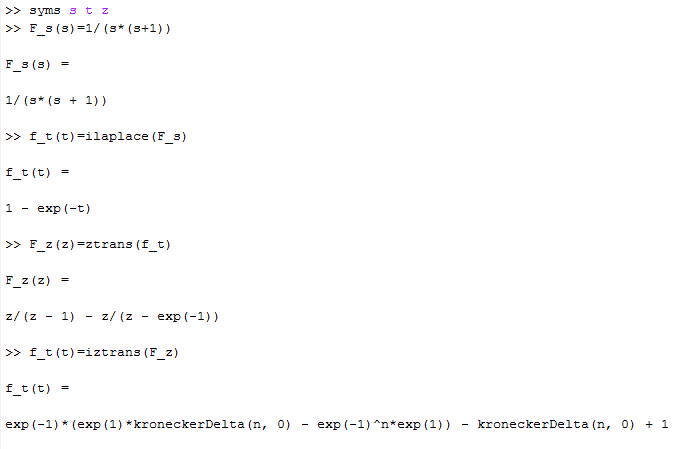 >> syms s t z
>> F_s(s)=1/(s*(s+1))
F_s(s) =
1/(s*(s + 1))
>> f_t(t)=ilaplace(F_s)
f_t(t) =
1 - exp(-t)
>> F_z(z)=ztrans(f_t)
F_z(z) =
z/(z - 1) - z/(z - exp(-1))
>> f_t(t)=iztrans(F_z)
f_t(t) =
exp(-1)*(exp(1)*kroneckerDelta(n, 0) - exp(-1)^n*exp(1)) - kroneckerDelta(n, 0) + 1